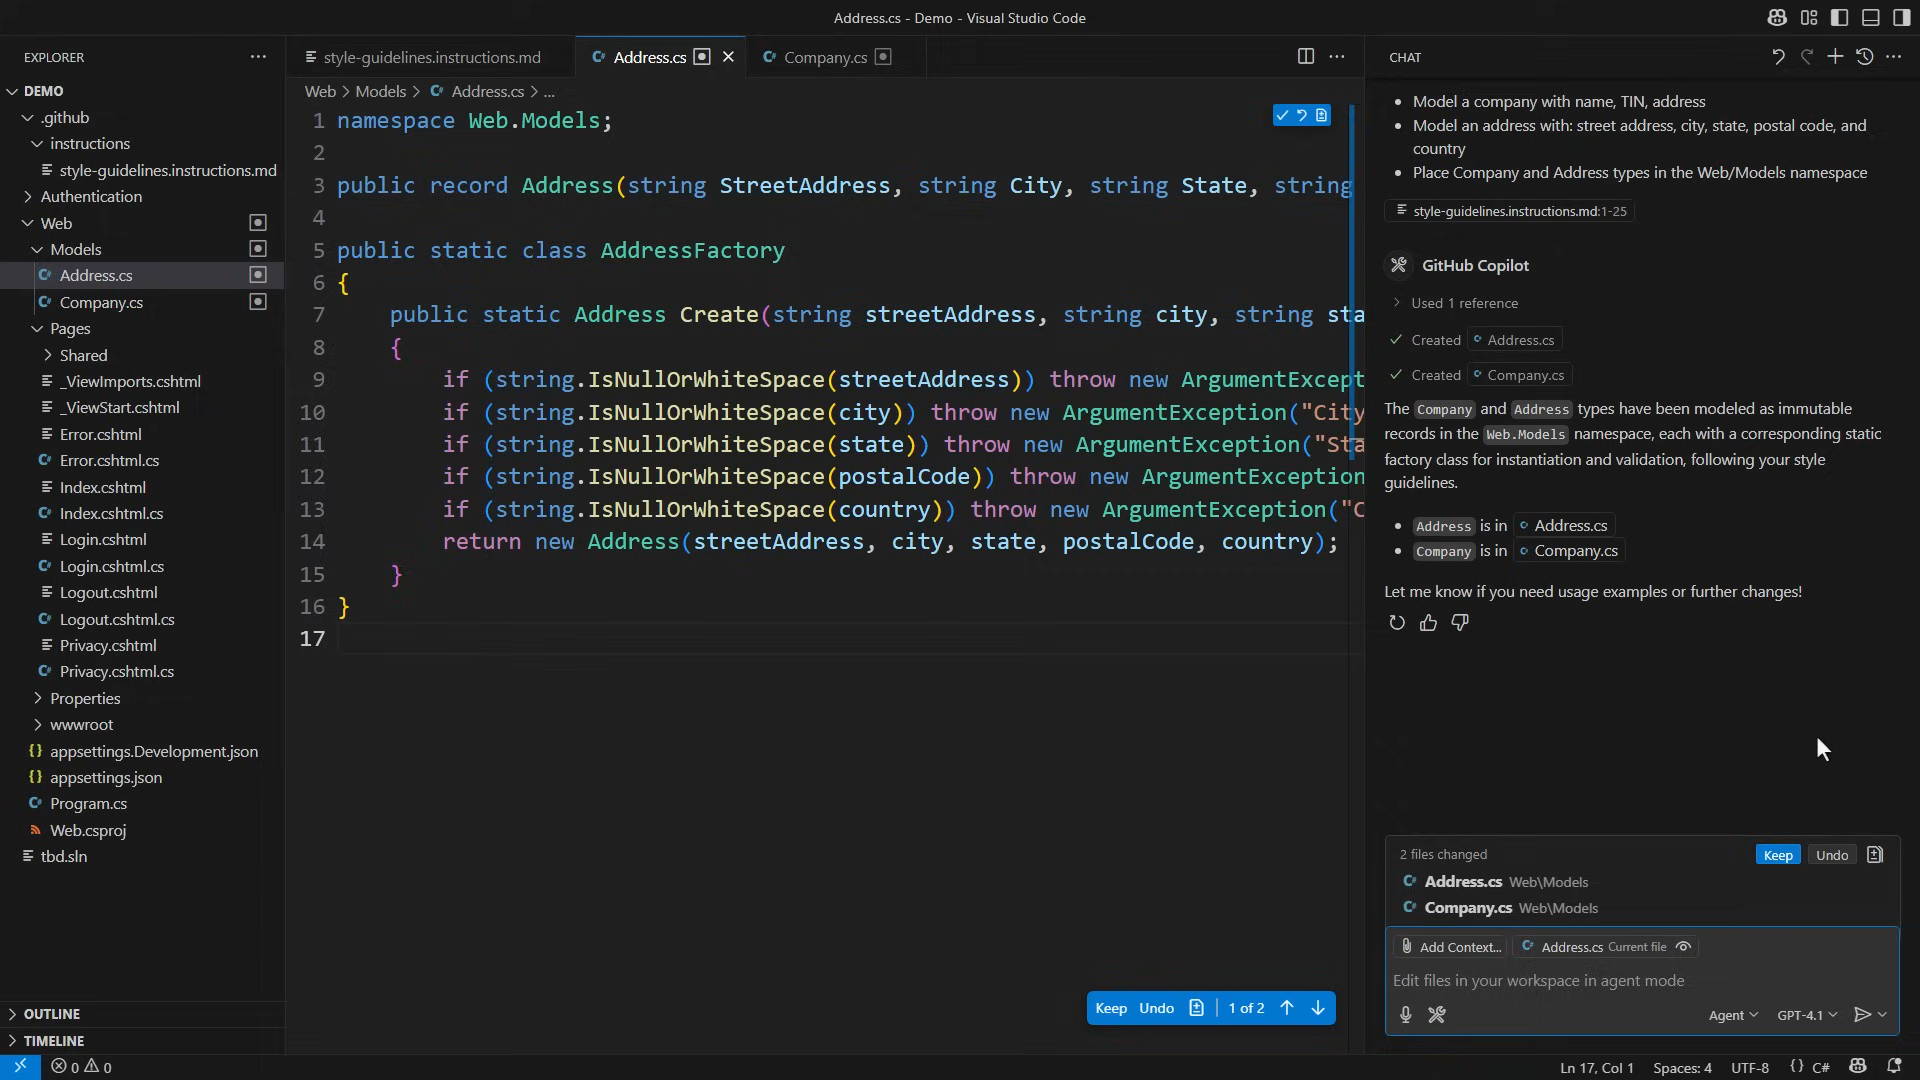 Address.cs - Demo - Visual Studio Code
EXPLORER
DEMO
.github
instructions
style-guidelines.instructions.md
Authentication
Web
Models
Address.cs
Company.cs
Pages
Shared
_ViewImports.cshtml
_ViewStart.cshtml
Error.cshtml
Error.cshtml.cs
Index.cshtml
Index.cshtml.cs
Login.cshtml
Login.cshtml.cs
Logout.cshtml
Logout.cshtml.cs
Privacy.cshtml
Privacy.cshtml.cs
Properties
wwwroot
appsettings.Development.json
appsettings.json
Program.cs
Web.csproj
tbd.sln
OUTLINE
TIMELINE
style-guidelines.instructions.md
Address.cs
Company.cs
Web > Models > Address.cs > ...
1 namespace Web.Models;
2
3 public record Address(string StreetAddress, string City, string State, string
4
5 public static class AddressFactory
6 {
7 public static Address Create(string streetAddress, string city, string sta
8 {
9 if (string.IsNullOrWhiteSpace(streetAddress)) throw new ArgumentExcept
10 if (string.IsNullOrWhiteSpace(city)) throw new ArgumentException("City
11 if (string.IsNullOrWhiteSpace(state)) throw new ArgumentException("Sta
12 if (string.IsNullOrWhiteSpace(postalCode)) throw new ArgumentException
13 if (string.IsNullOrWhiteSpace(country)) throw new ArgumentException("C
14 return new Address(streetAddress, city, state, postalCode, country);
15 }
16 }
17
Keep Undo 1 of 2
CHAT
• Model a company with name, TIN, address
• Model an address with: street address, city, state, postal code, and
country
• Place Company and Address types in the Web/Models namespace
style-guidelines.instructions.md:1-25
GitHub Copilot
Used 1 reference
Created Address.cs
Created Company.cs
The Company and Address types have been modeled as immutable
records in the Web.Models namespace, each with a corresponding static
factory class for instantiation and validation, following your style
guidelines.
• Address is in Address.cs
• Company is in Company.cs
Let me know if you need usage examples or further changes!
2 files changed
Keep Undo
Address.cs Web\Models
Company.cs Web\Models
Add Context... Address.cs Current file
Edit files in your workspace in agent mode
Agent GPT-4.1
0 0
Ln 17, Col 1 Spaces: 4 UTF-8 {} C#